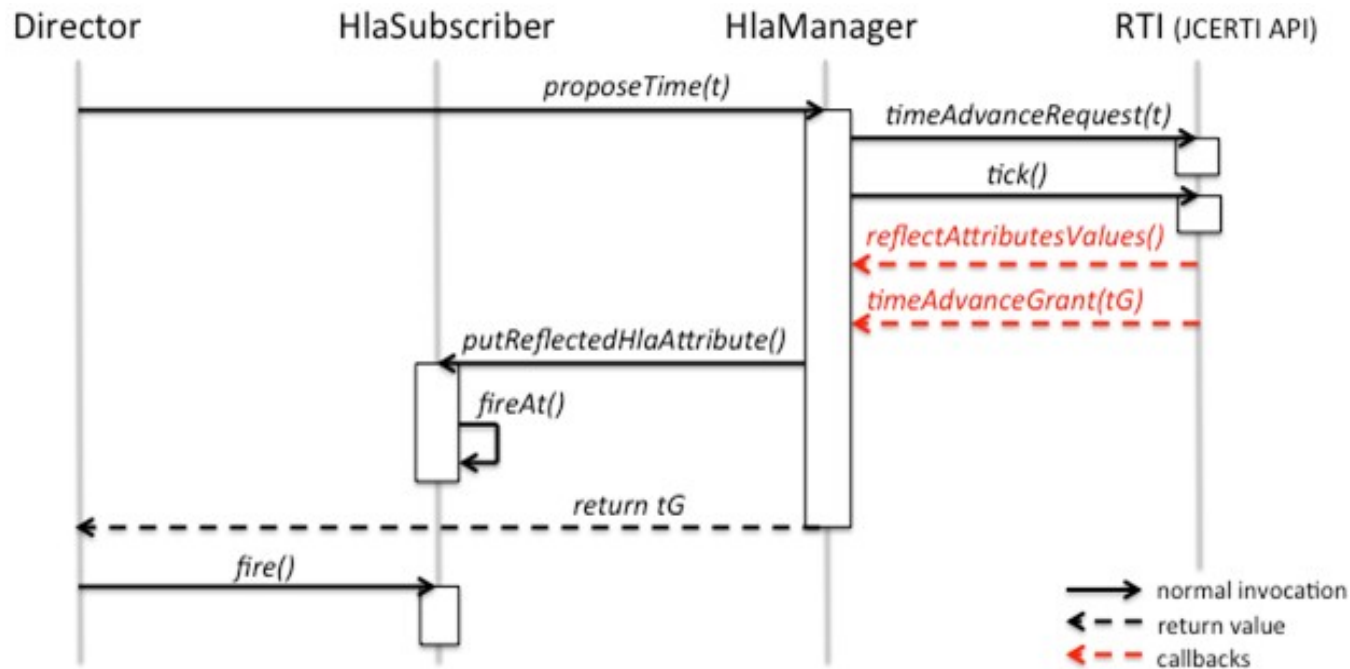 Director HlaSubscriber HlaManager RTI (JCERTI API)
proposeTime(t)
timeAdvanceRequest(t)
tick()
reflectAttributesValues()
timeAdvanceGrant(tG)
putReflectedHlaAttribute()
fireAt()
return tG
fire()
normal invocation
return value
callbacks